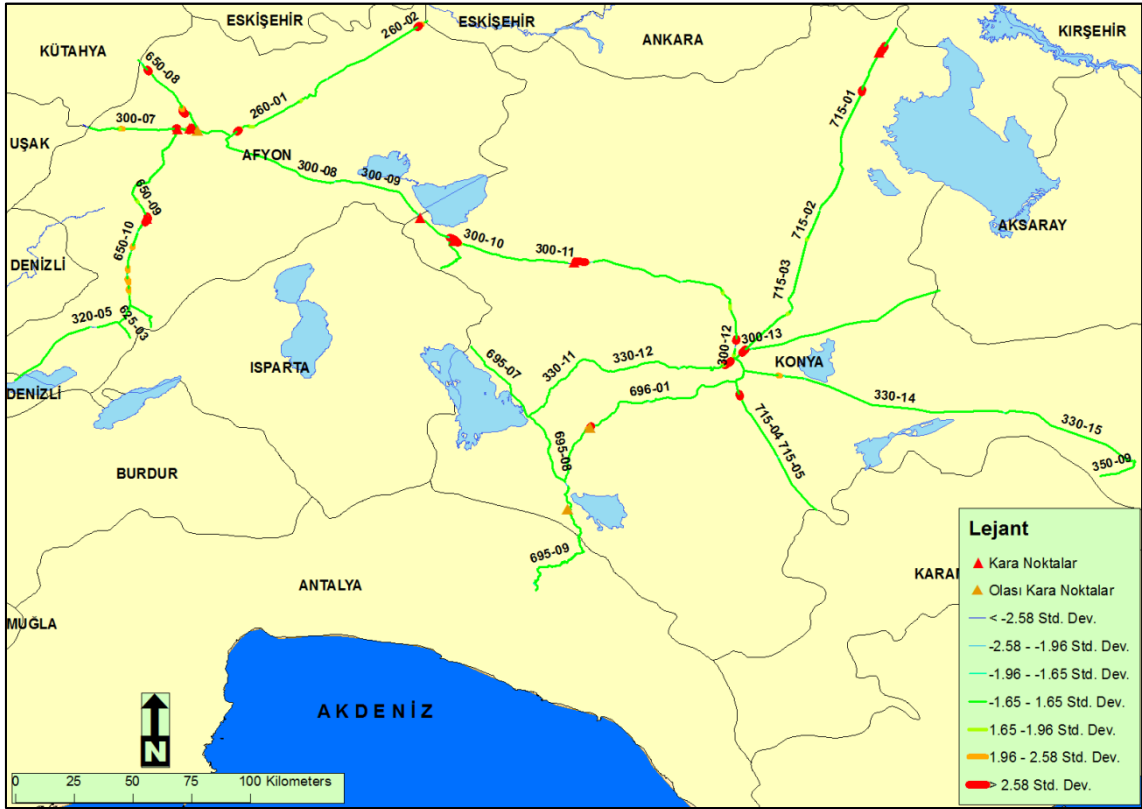 ESKİŞEHİR
ESKİŞEHİR
260-02
ANKARA
KIRŞEHİR
KÜTAHYA
650-08
260-01
715-01
300-07
UŞAK
AFYON
300-08
300-09
650-09
715-02
AKSARAY
650-10
300-10
300-11
DENİZLİ
715-03
320-05
625-03
300-12
300-13
ISPARTA
695-07
330-11
330-12
KONYA
DENİZLİ
696-01
330-14
330-15
715-04
715-05
695-08
350-09
BURDUR
695-09
ANTALYA
KARAM
MUĞLA
AKDENİZ
N
0 25 50 75 100 Kilometers
Lejant
Kara Noktalar
Olası Kara Noktalar
< -2.58 Std. Dev.
-2.58 - -1.96 Std. Dev.
-1.96 - -1.65 Std. Dev.
-1.65 - 1.65 Std. Dev.
1.65 -1.96 Std. Dev.
1.96 - 2.58 Std. Dev.
> 2.58 Std. Dev.